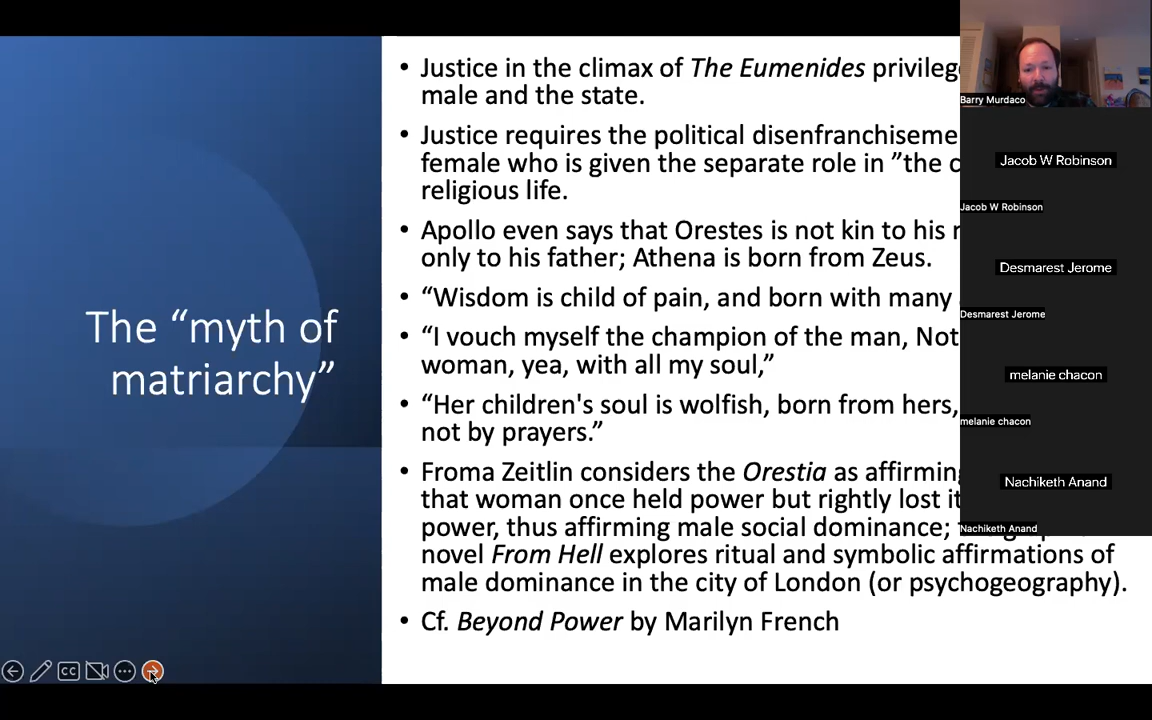 The “myth of
matriarchy”
• Justice in the climax of The Eumenides
male and the state.
• Justice requires the political
female who is given the separate role in ”the
religious life.
• Apollo even says that Orestes is not kin to his
only to his father; Athena is born from Zeus.
• “Wisdom is child of pain, and born with many
• “I vouch myself the champion of the man, Not
woman, yea, with all my soul,”
• “Her children's soul is wolfish, born from hers,
not by prayers.”
• Froma Zeitlin considers the Orestia as
that woman once held power but rightly lost it
power, thus affirming male social dominance;
novel From Hell explores ritual and symbolic affirmations of
male dominance in the city of London (or psychogeography).
• Cf. Beyond Power by Marilyn French
CC
Barry Murdaco
Jacob W Robinson
Jacob W Robinson
Desmarest Jerome
Desmarest Jerome
melanie chacon
melanie chacon
Nachiketh Anand
Nachiketh Anand